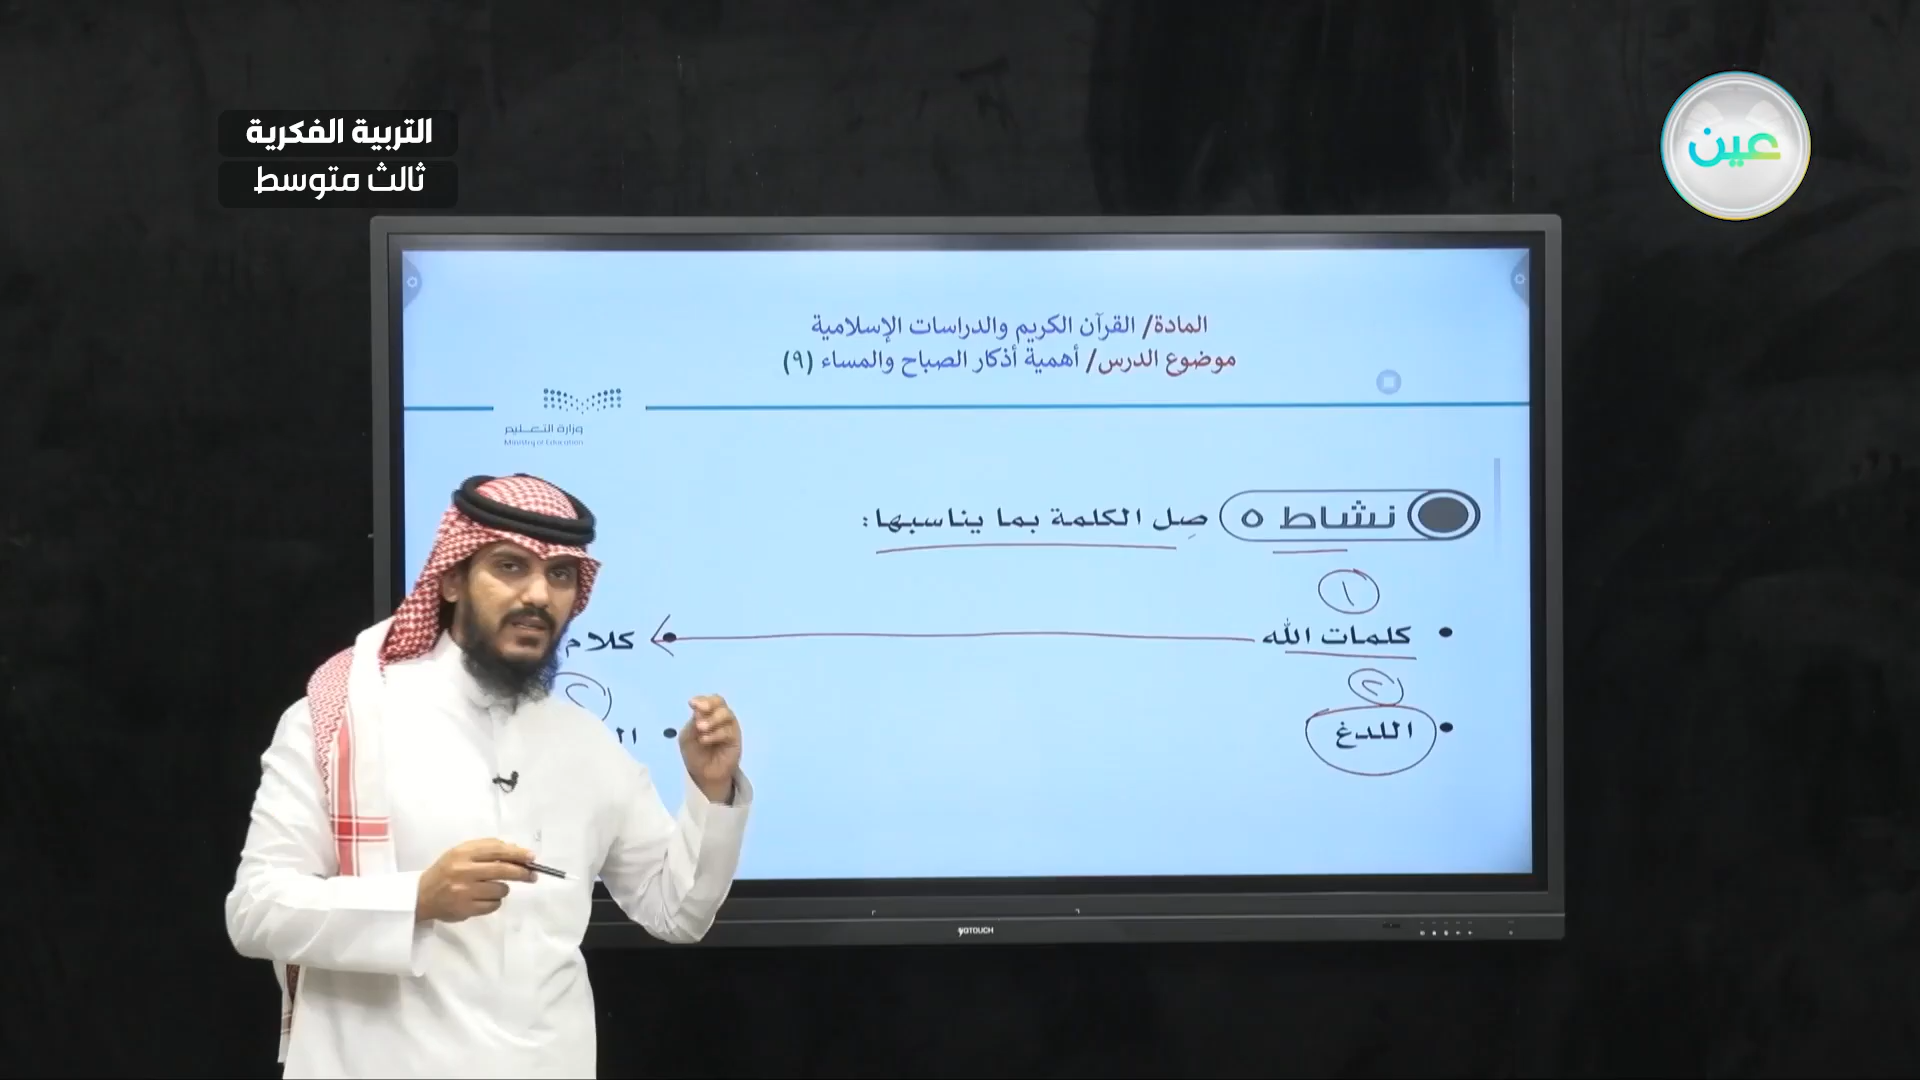 التربية الفكرية
ثالث متوسط
عين
المادة/ القرآن الكريم والدراسات الإسلامية
موضوع الدرس/ أهمية أذكار الصباح والمساء (٩)
وزارة التعليم
Ministry of Education
نشاط ٥ صِل الكلمة بما يناسبها:
١
كلمات الله
كلام
٢
٢
اللدغ